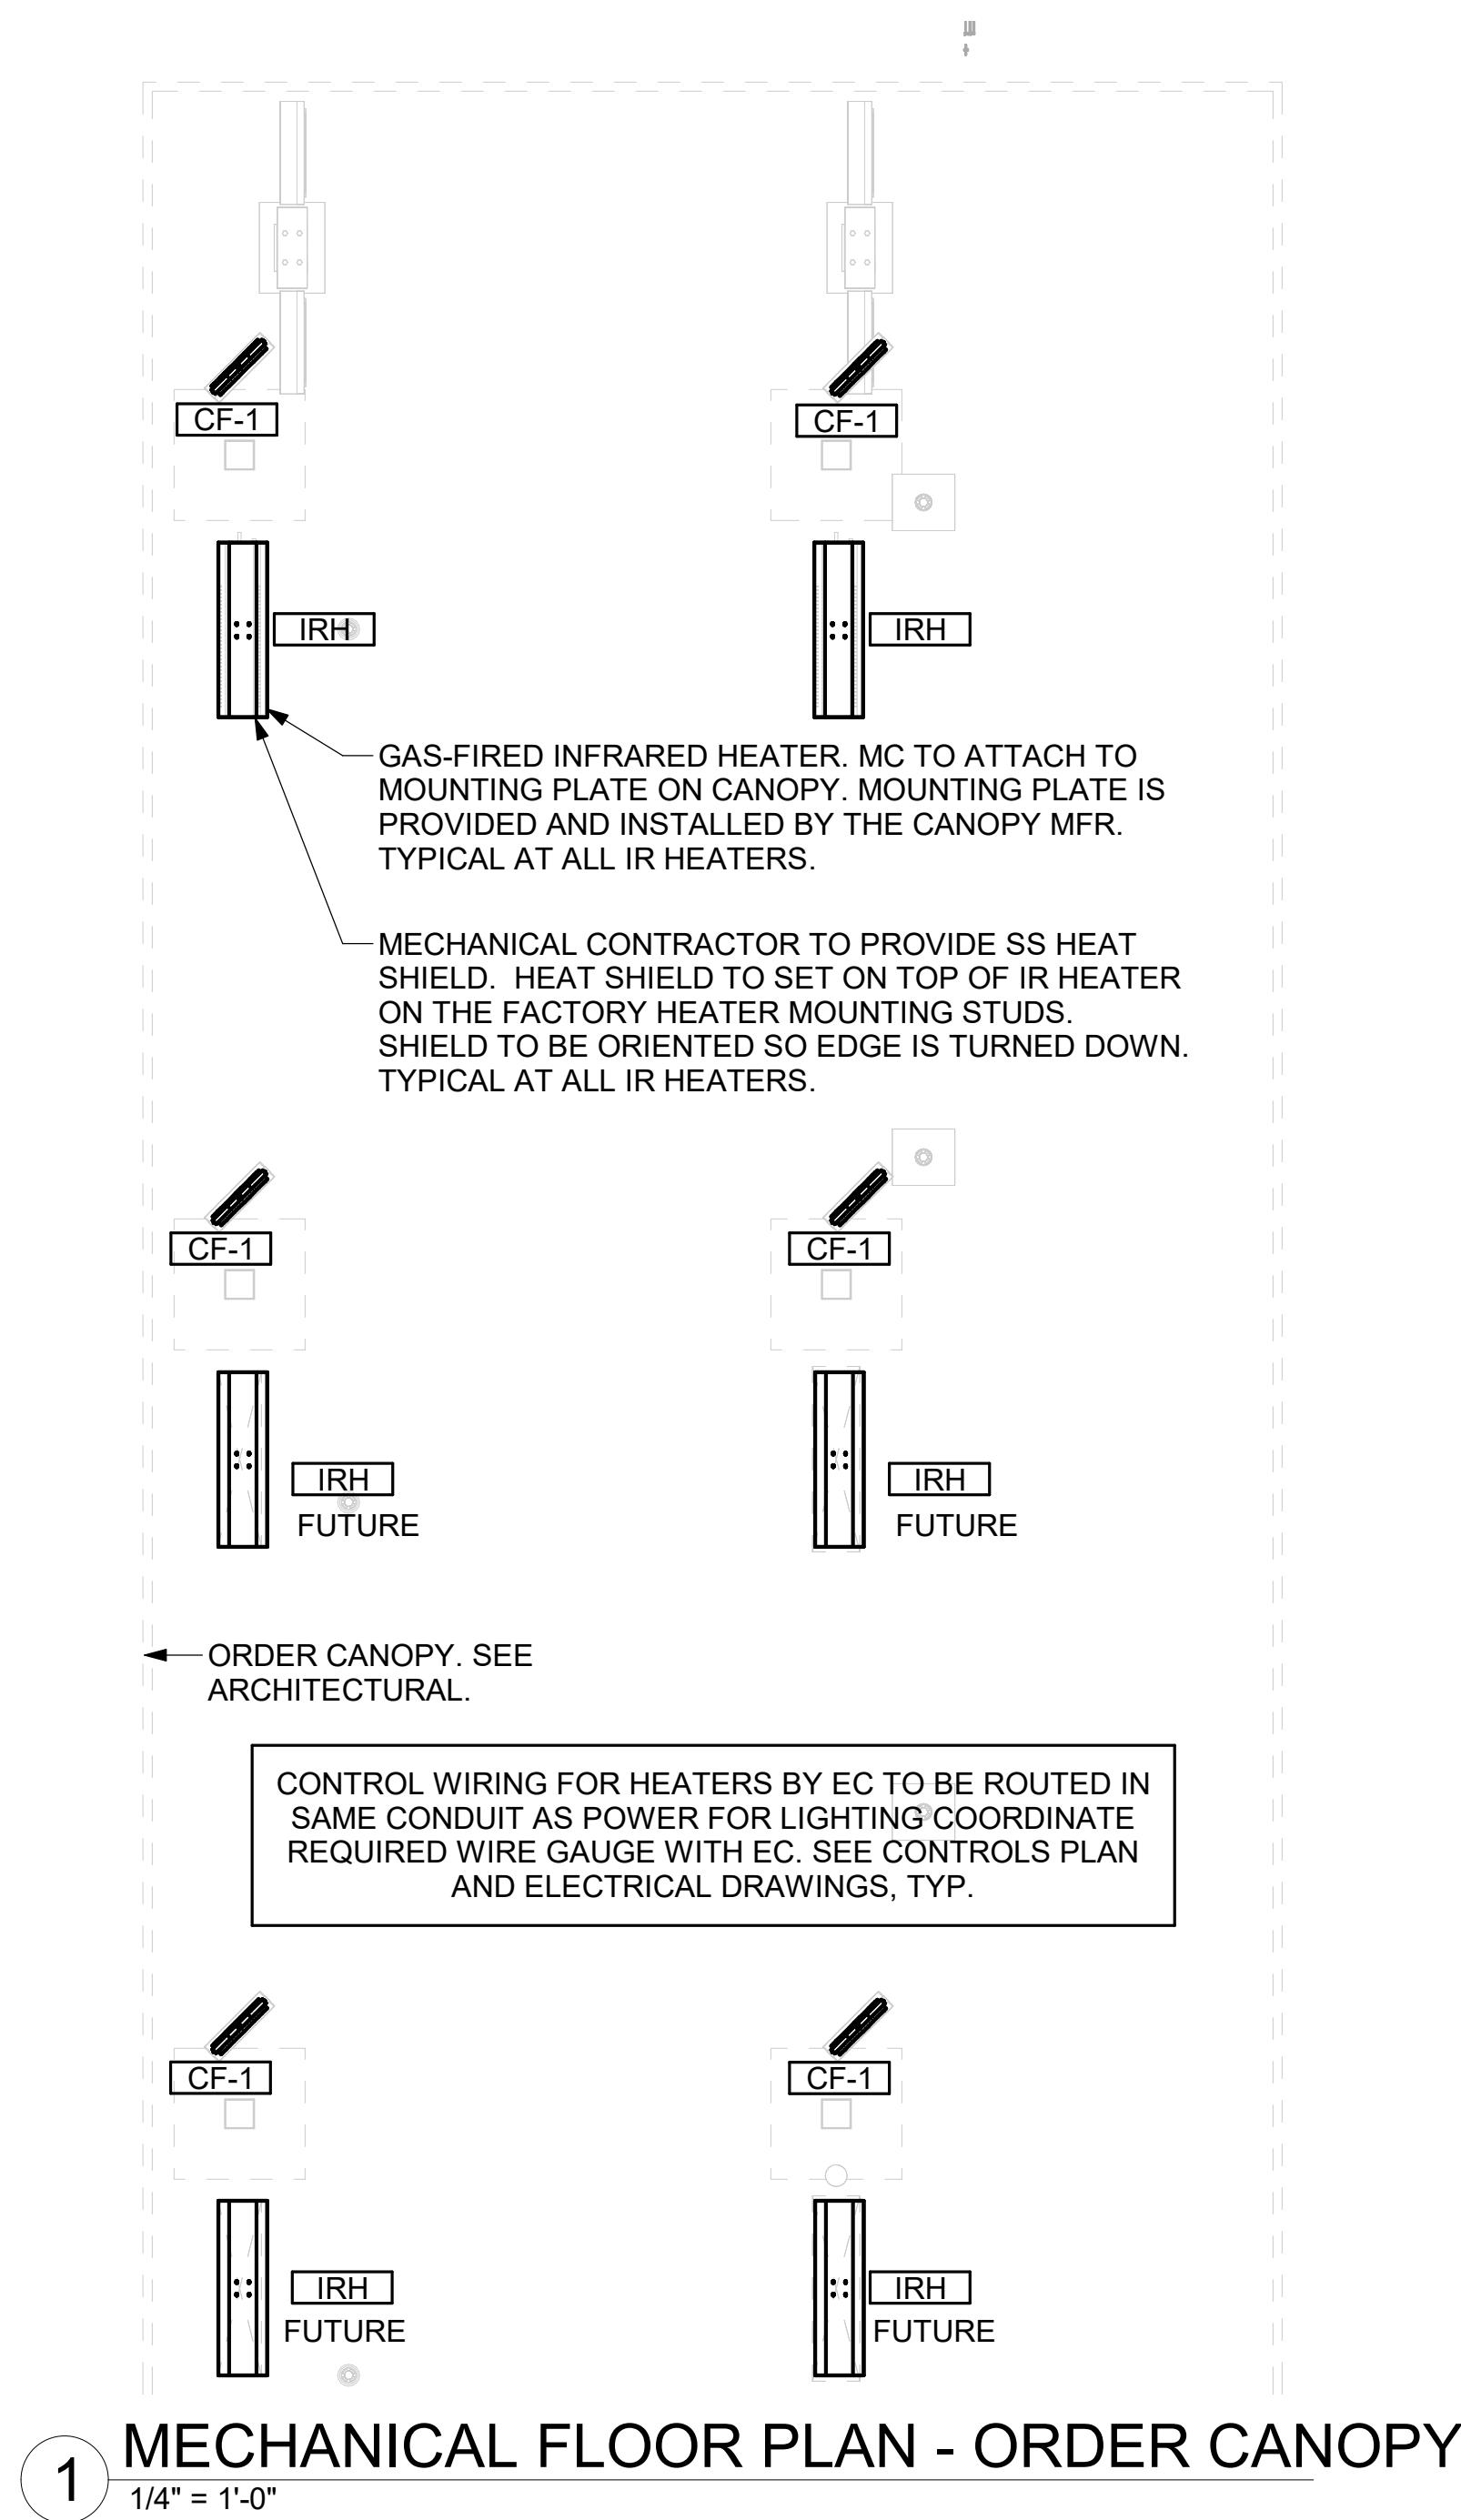 CF-1
CF-1
IRH
IRH
GAS-FIRED INFRARED HEATER. MC TO ATTACH TO
MOUNTING PLATE ON CANOPY. MOUNTING PLATE IS
PROVIDED AND INSTALLED BY THE CANOPY MFR.
TYPICAL AT ALL IR HEATERS.
MECHANICAL CONTRACTOR TO PROVIDE SS HEAT
SHIELD. HEAT SHIELD TO SET ON TOP OF IR HEATER
ON THE FACTORY HEATER MOUNTING STUDS.
SHIELD TO BE ORIENTED SO EDGE IS TURNED DOWN.
TYPICAL AT ALL IR HEATERS.
CF-1
CF-1
IRH
FUTURE
IRH
FUTURE
ORDER CANOPY. SEE
ARCHITECTURAL.
CONTROL WIRING FOR HEATERS BY EC TO BE ROUTED IN
SAME CONDUIT AS POWER FOR LIGHTING COORDINATE
REQUIRED WIRE GAUGE WITH EC. SEE CONTROLS PLAN
AND ELECTRICAL DRAWINGS, TYP.
CF-1
CF-1
IRH
FUTURE
IRH
FUTURE
1
MECHANICAL FLOOR PLAN - ORDER CANOPY
1/4" = 1'-0"